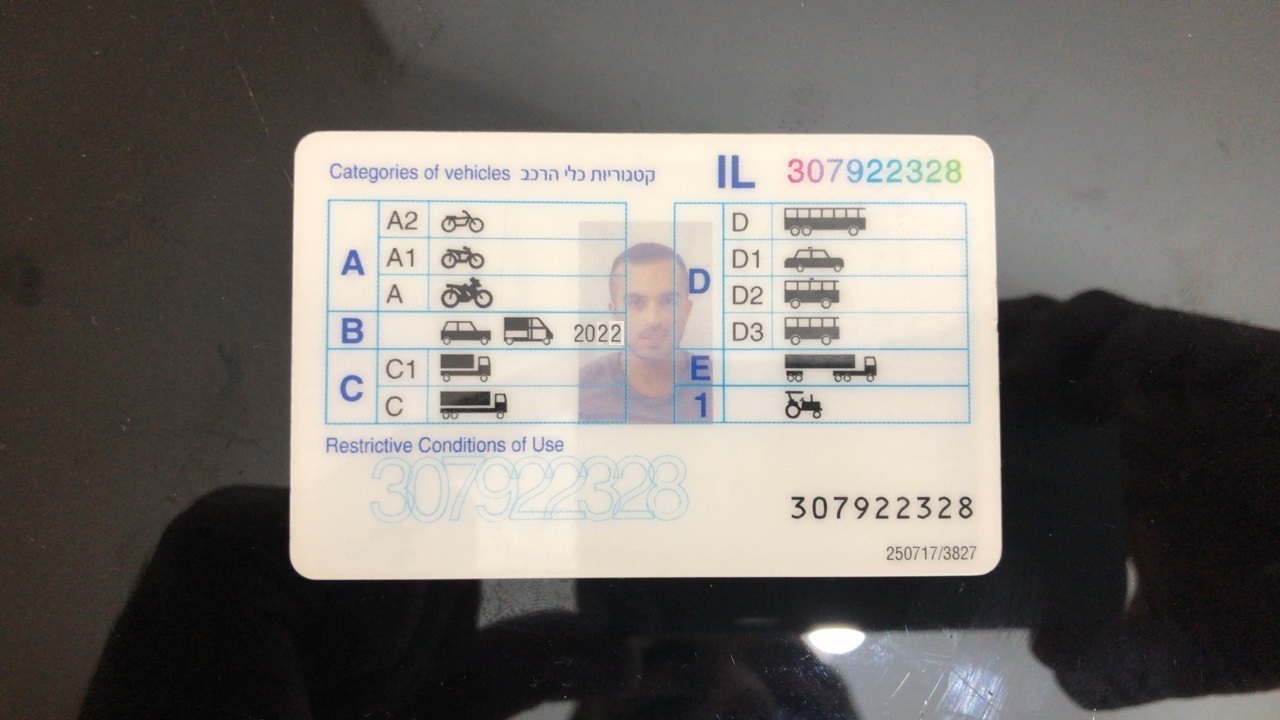 Categories of vehicles קטגוריות כלי הרכב IL 307922328
A A2
A1
A
B 2022
C C1
C
D D
D1
D2
D3
E
1
Restrictive Conditions of Use
307922328
307922328
250717/3827